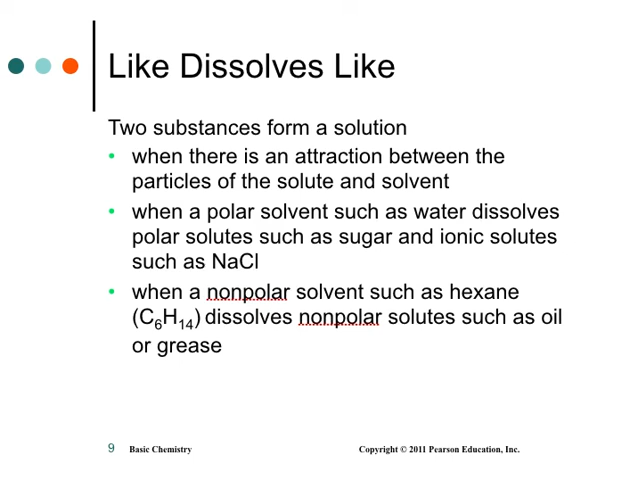 Like Dissolves Like
Two substances form a solution
• when there is an attraction between the
particles of the solute and solvent
• when a polar solvent such as water dissolves
polar solutes such as sugar and ionic solutes
such as NaCl
• when a nonpolar solvent such as hexane
(C₆H₁₄) dissolves nonpolar solutes such as oil
or grease
9 Basic Chemistry Copyright © 2011 Pearson Education, Inc.